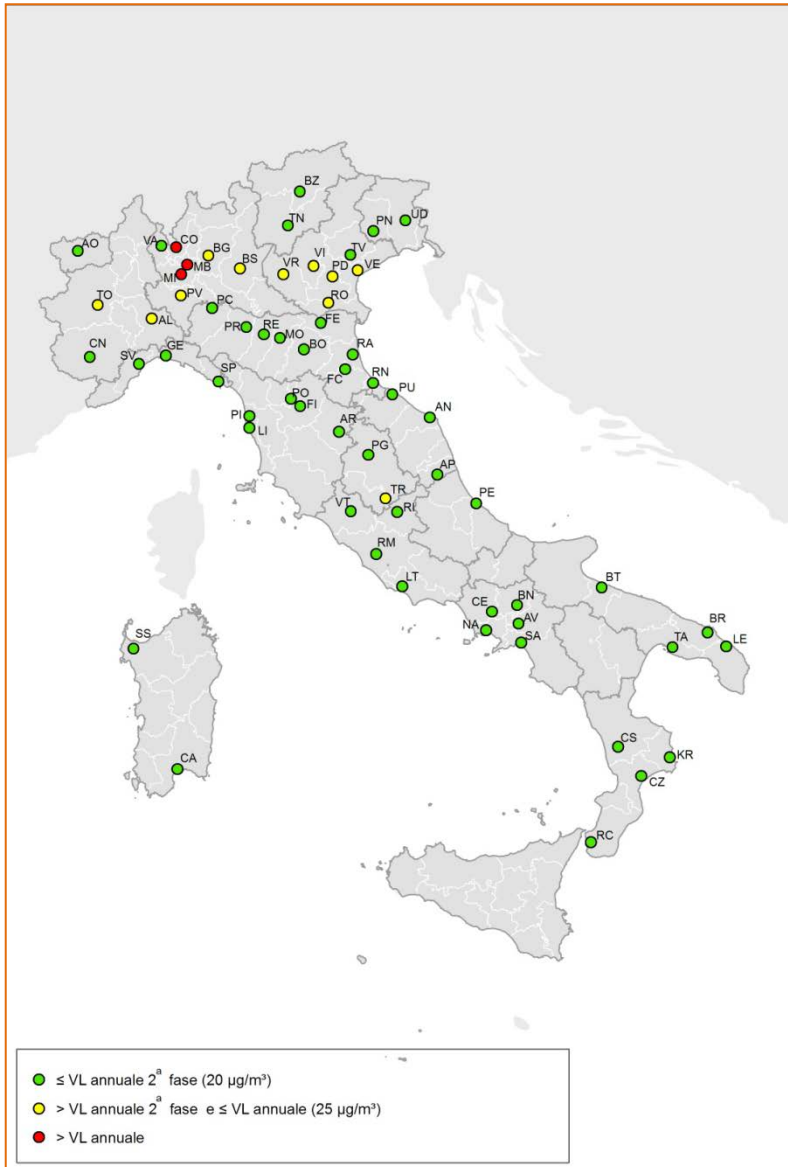 BZ
TN
PN
UD
AO
VA
CO
BG
TV
MB
BS
VR
VI
PD
VE
MI
TO
PV
PC
RO
AL
FE
PR
RE
MO
BO
RA
CN
SV
GE
FC
RN
SP
PU
PO
FI
PI
LI
AN
AR
PG
AP
TR
PE
VT
RI
RM
LT
BT
BN
CE
AV
NA
SA
BR
LE
TA
SS
CS
KR
CA
CZ
RC
≤ VL annuale 2ª fase (20 µg/m³)
> VL annuale 2ª fase e ≤ VL annuale (25 µg/m³)
> VL annuale